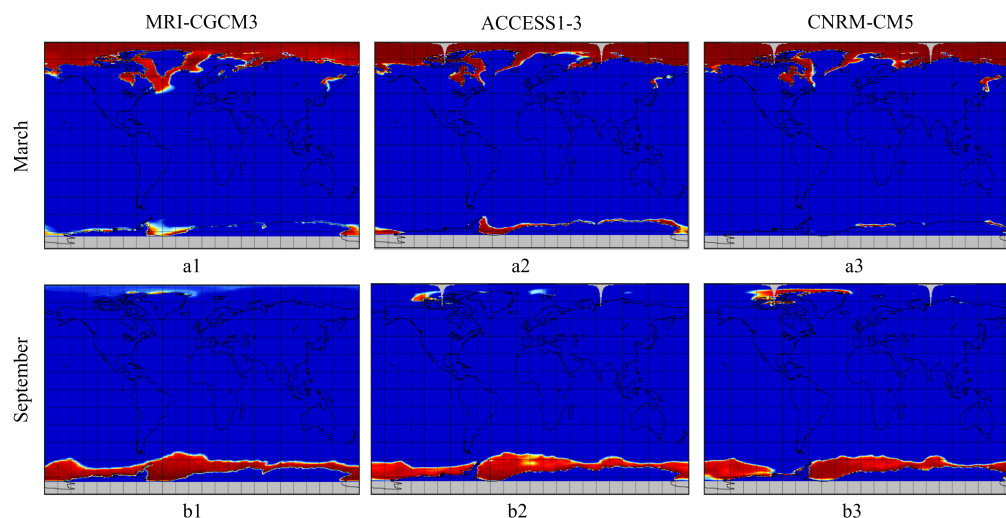 MRI-CGCM3 ACCESS1-3 CNRM-CM5
March
a1 a2 a3
September
b1 b2 b3